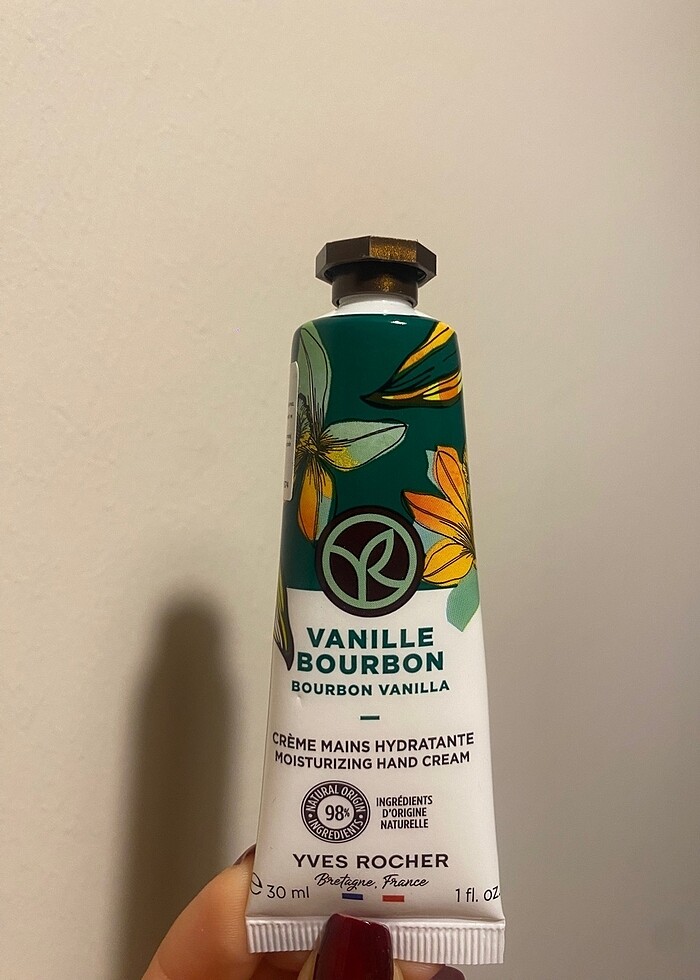 VANILLE
BOURBON
BOURBON VANILLA
CRÈME MAINS HYDRATANTE
MOISTURIZING HAND CREAM
NATURAL ORIGIN
98%
INGREDIENTS
INGRÉDIENTS
D'ORIGINE
NATURELLE
YVES ROCHER
Bretagne, France
e 30 ml
1 fl. oz.